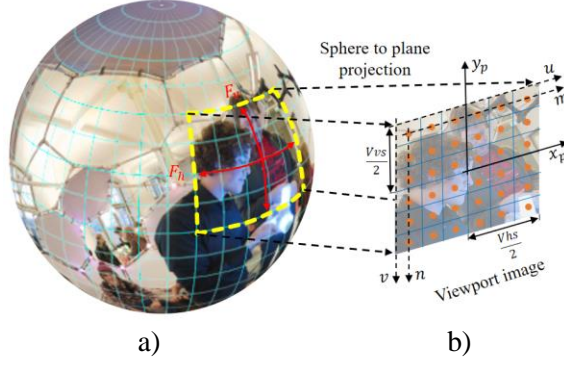 Sphere to plane
projection
y_p
u
m
F_v
F_h
x_p
Vvs
2
Vhs
2
v
n
Viewport image
a)
b)